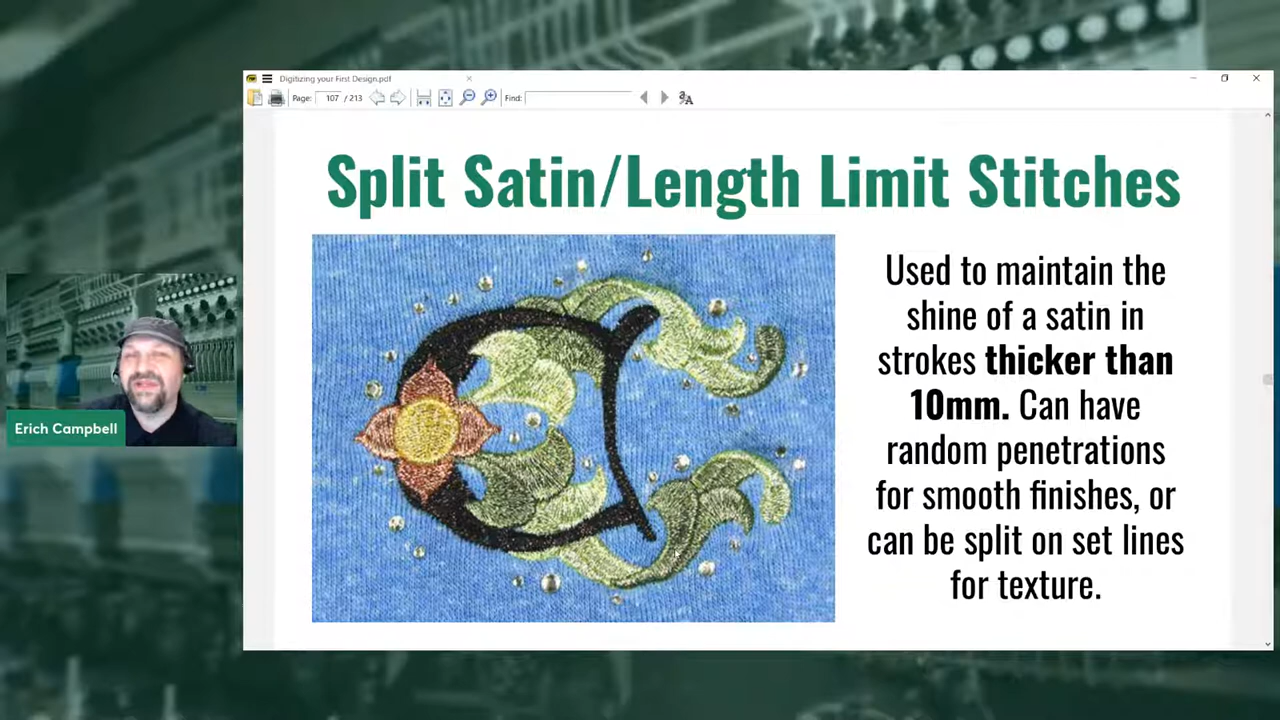 Digitizing your First Design.pdf
Page: 107 / 213 Find:
Split Satin/Length Limit Stitches
Used to maintain the
shine of a satin in
strokes thicker than
10mm. Can have
random penetrations
for smooth finishes, or
can be split on set lines
for texture.
Erich Campbell